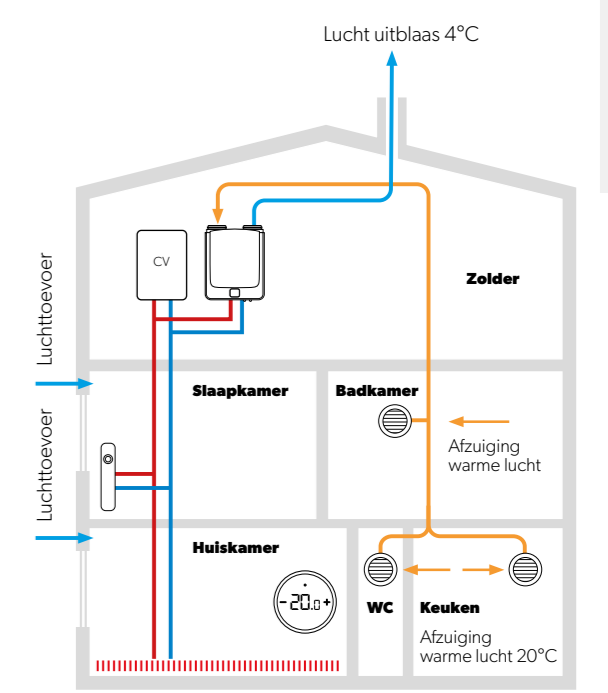 Lucht uitblaas 4°C
CV
Zolder
Luchttoevoer
Slaapkamer
Badkamer
Afzuiging
warme lucht
Luchttoevoer
Huiskamer
-20.0+
WC
Keuken
Afzuiging
warme lucht 20°C